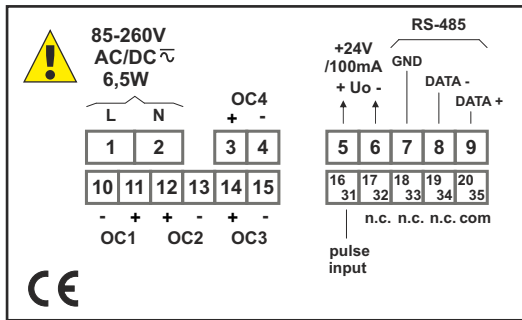 85-260V
AC/DC
6,5W
L N
OC4
+ -
1 2 3 4
10 11 12 13 14 15
- + + - + -
OC1 OC2 OC3
CE
RS-485
+24V
/100mA
GND
+ Uo -
DATA -
DATA +
5 6 7 8 9
16 17 18 19 20
31 32 33 34 35
n.c. n.c. n.c. com
pulse
input